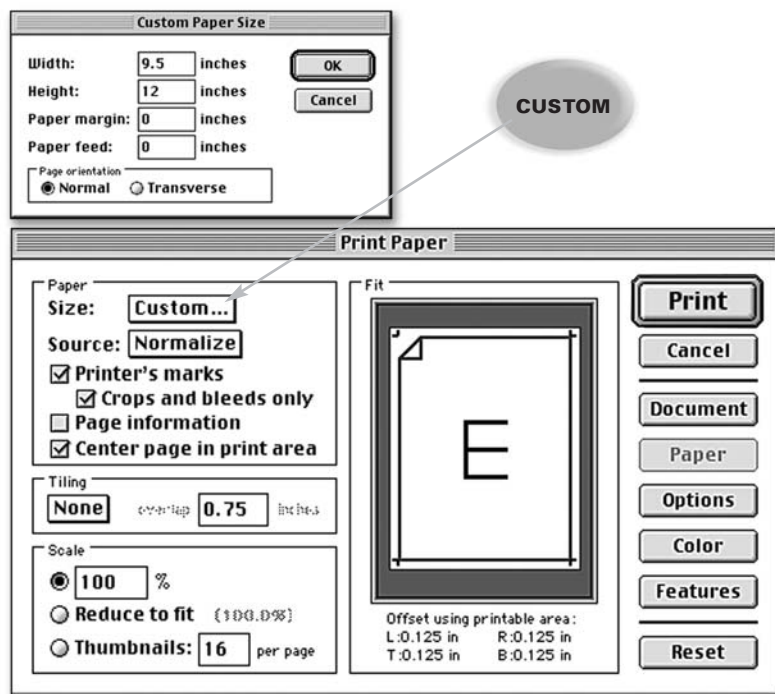 Custom Paper Size
Width: 9.5 inches
OK
Height: 12 inches
Cancel
Paper margin: 0 inches
Paper feed: 0 inches
Page orientation
Normal Transverse
CUSTOM
Print Paper
Paper
Size: Custom...
Source: Normalize
Printer's marks
Crops and bleeds only
Page information
Center page in print area
Tiling
None overlap 0.75 inches
Scale
100 %
Reduce to fit (100.0%)
Thumbnails: 16 per page
Fit
E
Offset using printable area:
L:0.125 in R:0.125 in
T:0.125 in B:0.125 in
Print
Cancel
Document
Paper
Options
Color
Features
Reset